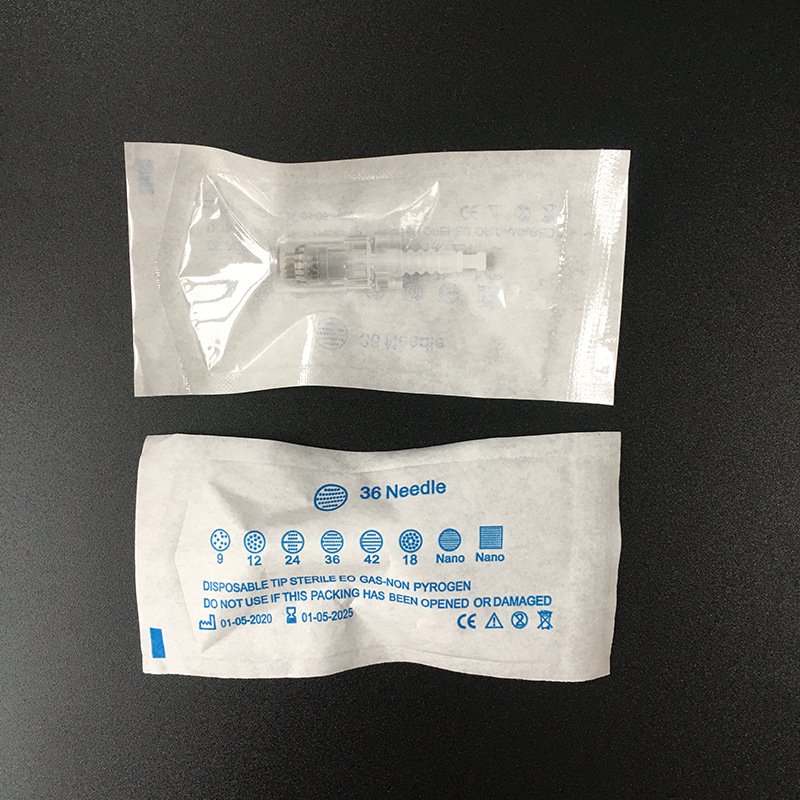 36 Needle
9 12 24 36 42 18 Nano Nano
DISPOSABLE TIP STERILE EO GAS-NON PYROGEN
DO NOT USE IF THIS PACKING HAS BEEN OPENED OR DAMAGED
01-05-2020 01-05-2025 CE